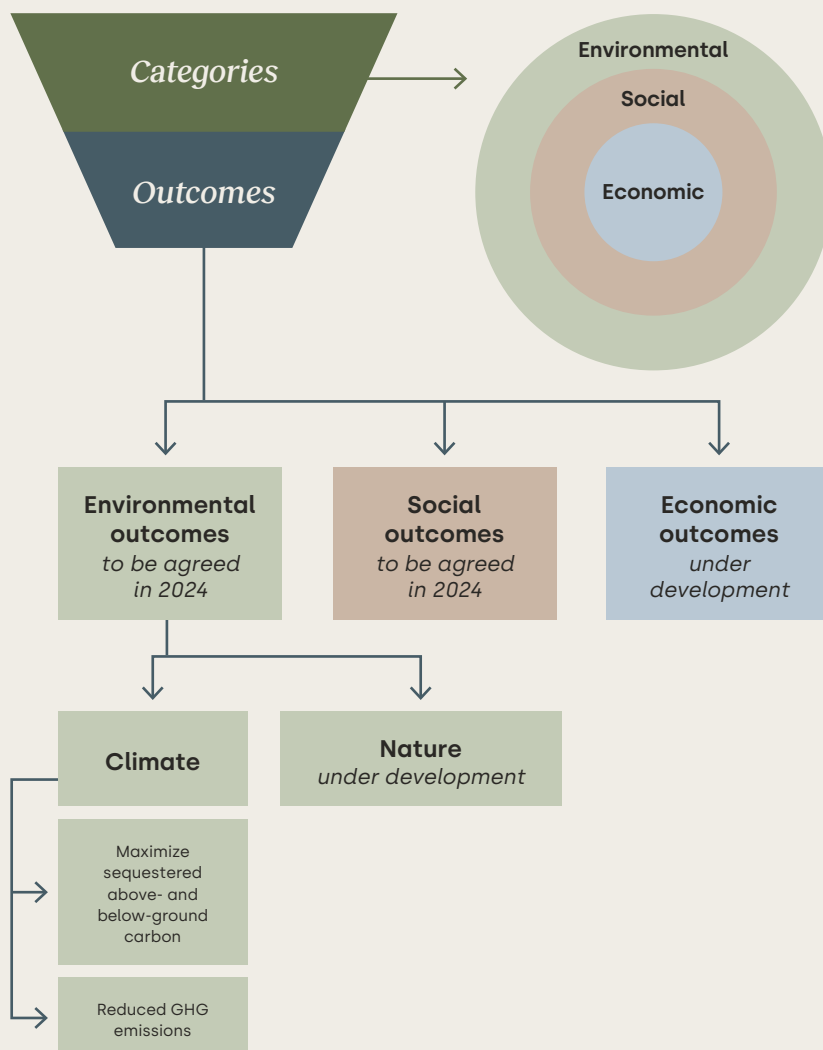 Categories
Outcomes
Environmental
Social
Economic
Environmental
outcomes
to be agreed
in 2024
Social
outcomes
to be agreed
in 2024
Economic
outcomes
under
development
Climate
Nature
under development
Maximize
sequestered
above- and
below-ground
carbon
Reduced GHG
emissions